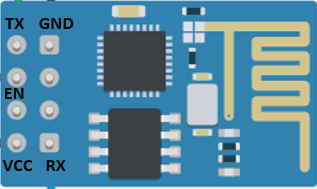 TX GND
EN
VCC RX